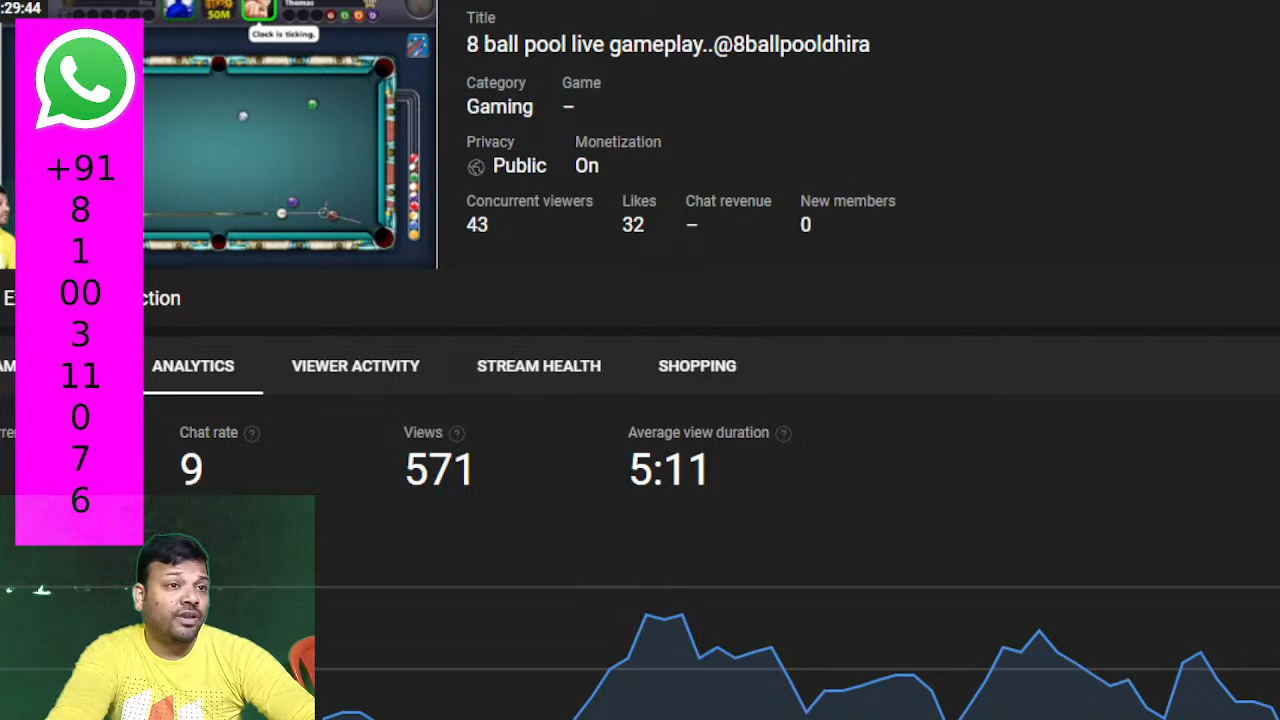 :29:44
50M
Thomas
Clock is ticking.
Title
8 ball pool live gameplay..@8ballpooldhira
Category Game
Gaming –
Privacy Monetization
Public On
Concurrent viewers Likes Chat revenue New members
43 32 – 0
+91
8
1
00
3
11
0
7
6
E ction
ANALYTICS VIEWER ACTIVITY STREAM HEALTH SHOPPING
Chat rate ? Views ? Average view duration ?
9 571 5:11